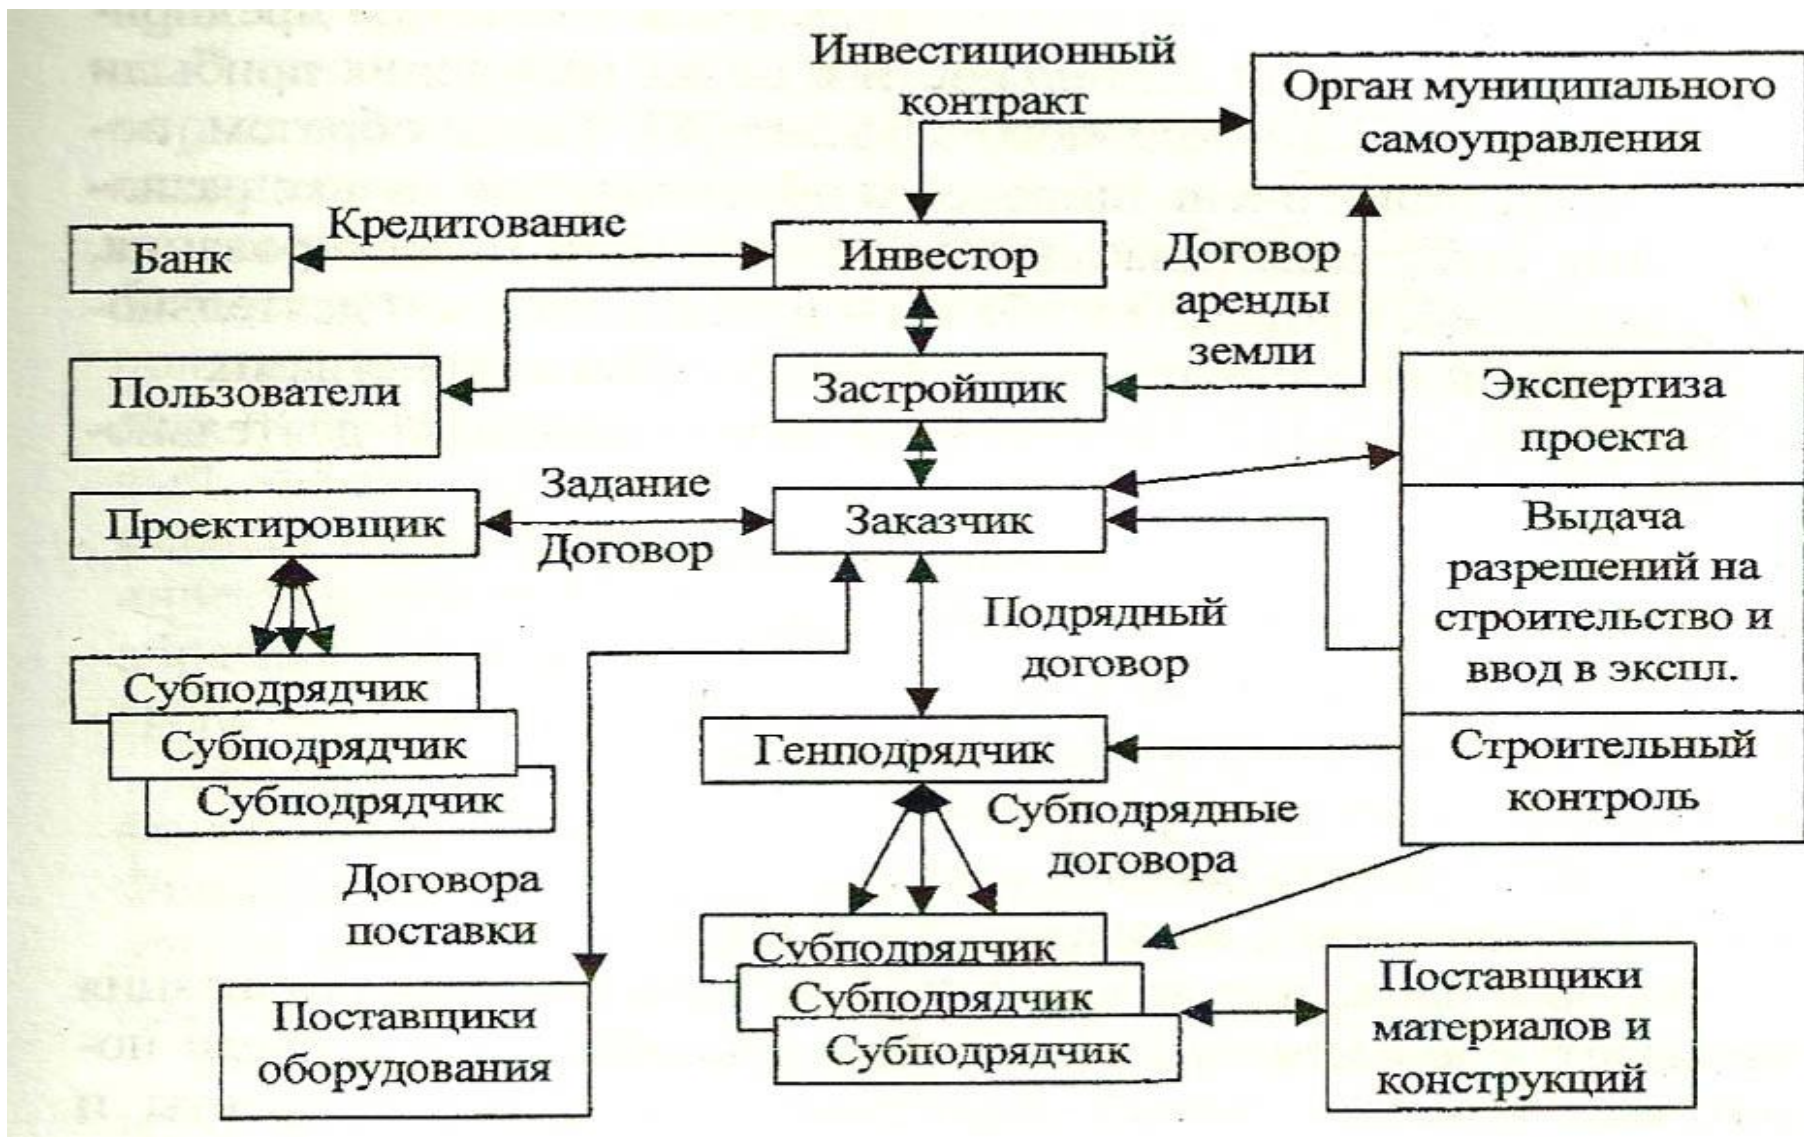 Инвестиционный
контракт
Орган муниципального
самоуправления
Банк
Кредитование
Инвестор
Договор
аренды
земли
Пользователи
Застройщик
Экспертиза
проекта
Проектировщик
Задание
Договор
Заказчик
Выдача
разрешений на
строительство и
ввод в экспл.
Подрядный
договор
Субподрядчик
Субподрядчик
Субподрядчик
Генподрядчик
Строительный
контроль
Субподрядные
договора
Договора
поставки
Субподрядчик
Субподрядчик
Субподрядчик
Поставщики
оборудования
Поставщики
материалов и
конструкций